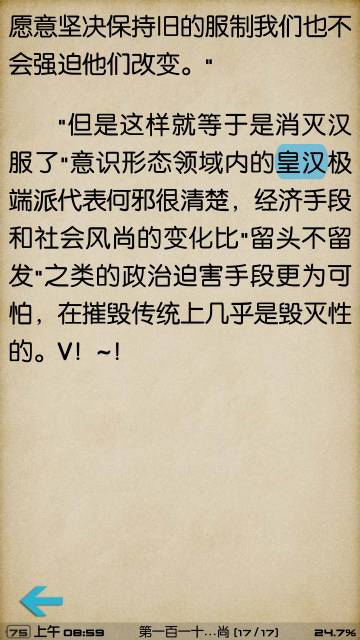 愿意坚决保持旧的服制我们也不
会强迫他们改变。"
"但是这样就等于是消灭汉
服了"意识形态领域内的皇汉极
端派代表何邪很清楚，经济手段
和社会风尚的变化比"留头不留
发"之类的政治迫害手段更为可
怕，在摧毁传统上几乎是毁灭性
的。V！~！
75 上午 08:59 第一百一十...尚 [17/17] 24.7%